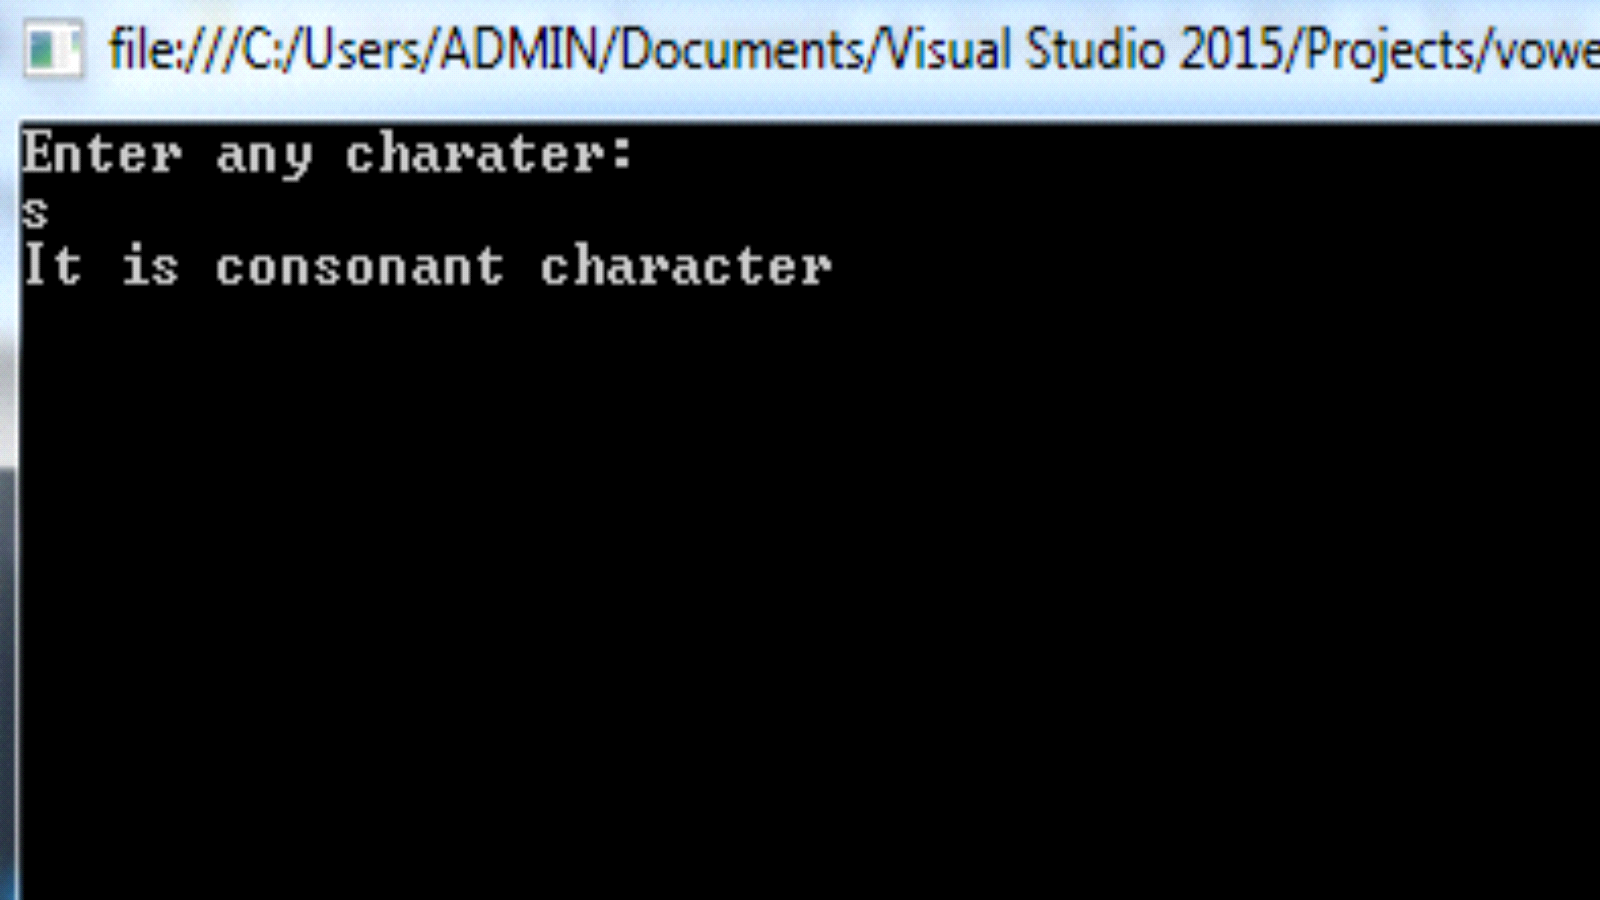 file:///C:/Users/ADMIN/Documents/Visual Studio 2015/Projects/vowe
Enter any charater:
s
It is consonant character